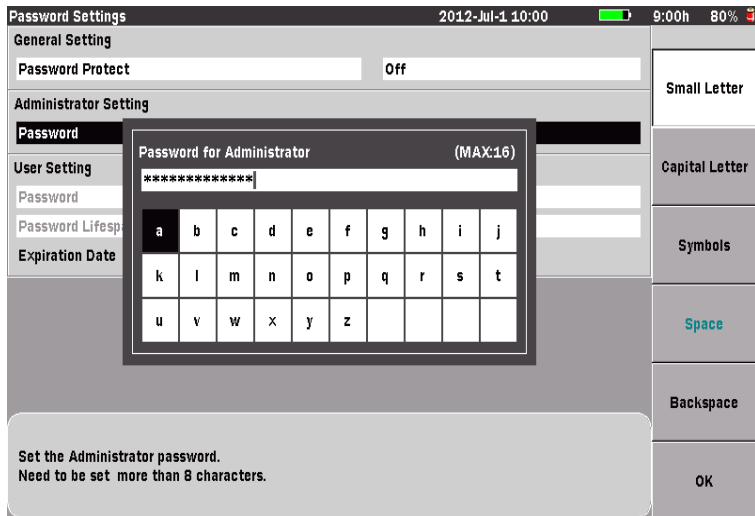 Password Settings 2012-Jul-1 10:00 9:00h 80%
General Setting
Password Protect Off
Administrator Setting
Password
User Setting
Password
Password Lifesp
Expiration Date
Password for Administrator (MAX:16)
*************
a b c d e f g h i j
k l m n o p q r s t
u v w x y z
Set the Administrator password.
Need to be set more than 8 characters.
Small Letter
Capital Letter
Symbols
Space
Backspace
OK